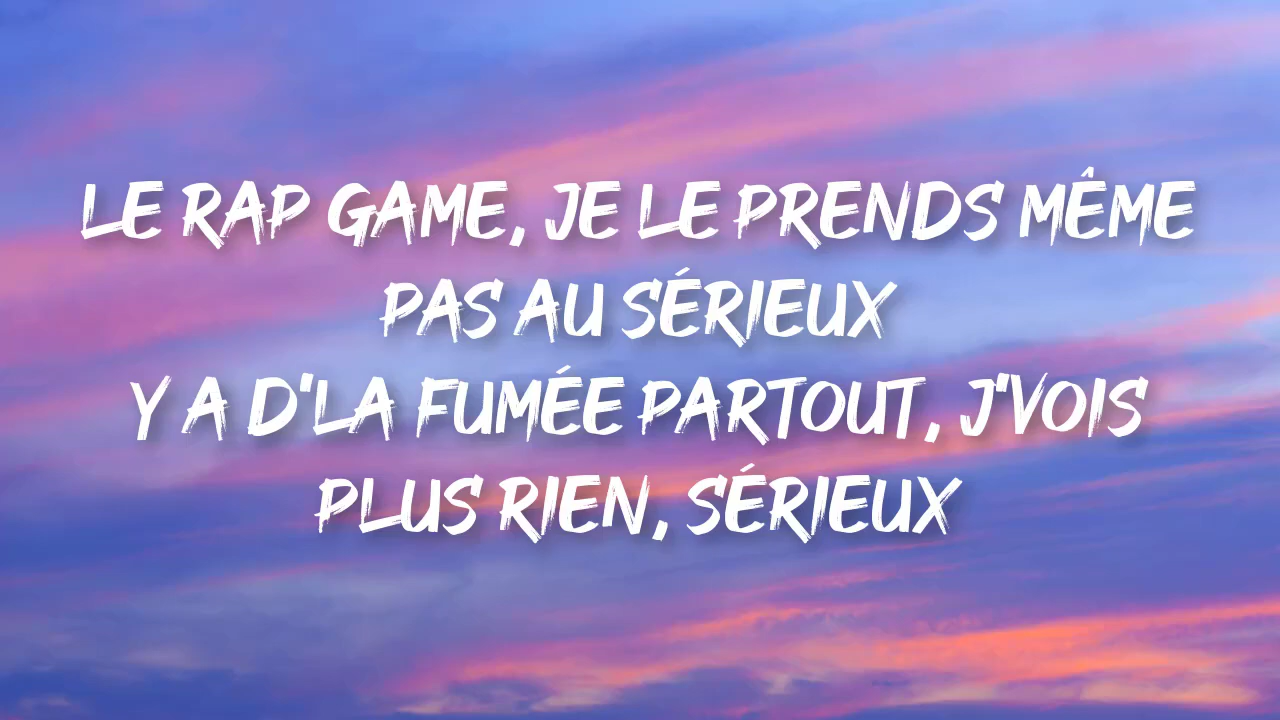 LE RAP GAME, JE LE PRENDS MÊME
PAS AU SÉRIEUX
Y A D'LA FUMÉE PARTOUT, J'VOIS
PLUS RIEN, SÉRIEUX